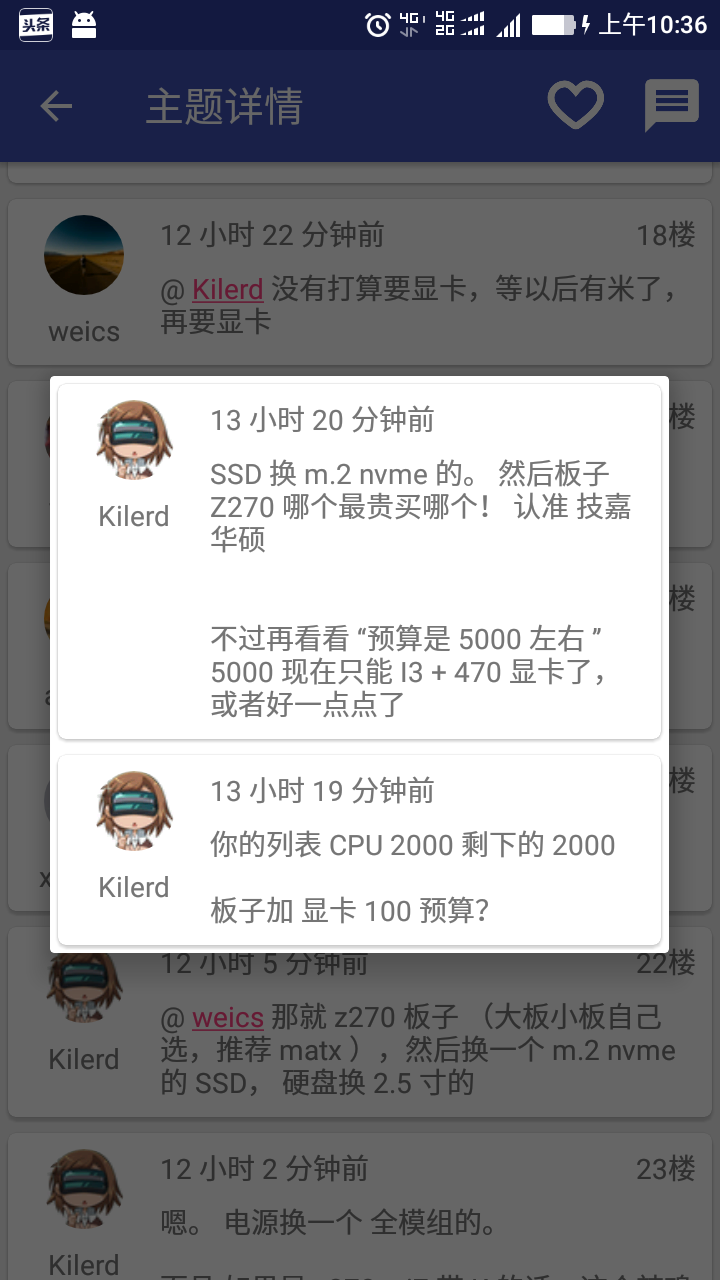 头条
4G
4G
2G
上午10:36
主题详情
12 小时 22 分钟前
18楼
@ Kilerd 没有打算要显卡，等以后有米了，
再要显卡
weics
楼
13 小时 20 分钟前
SSD 换 m.2 nvme 的。 然后板子
Z270 哪个最贵买哪个！ 认准 技嘉
华硕
Kilerd
楼
不过再看看 “预算是 5000 左右 ”
5000 现在只能 I3 + 470 显卡了，
或者好一点点了
楼
13 小时 19 分钟前
你的列表 CPU 2000 剩下的 2000
板子加 显卡 100 预算？
Kilerd
x
12 小时 5 分钟前
22楼
@ weics 那就 z270 板子 （大板小板自己
选，推荐 matx ），然后换一个 m.2 nvme
的 SSD， 硬盘换 2.5 寸的
Kilerd
12 小时 2 分钟前
23楼
嗯。 电源换一个 全模组的。
Kilerd